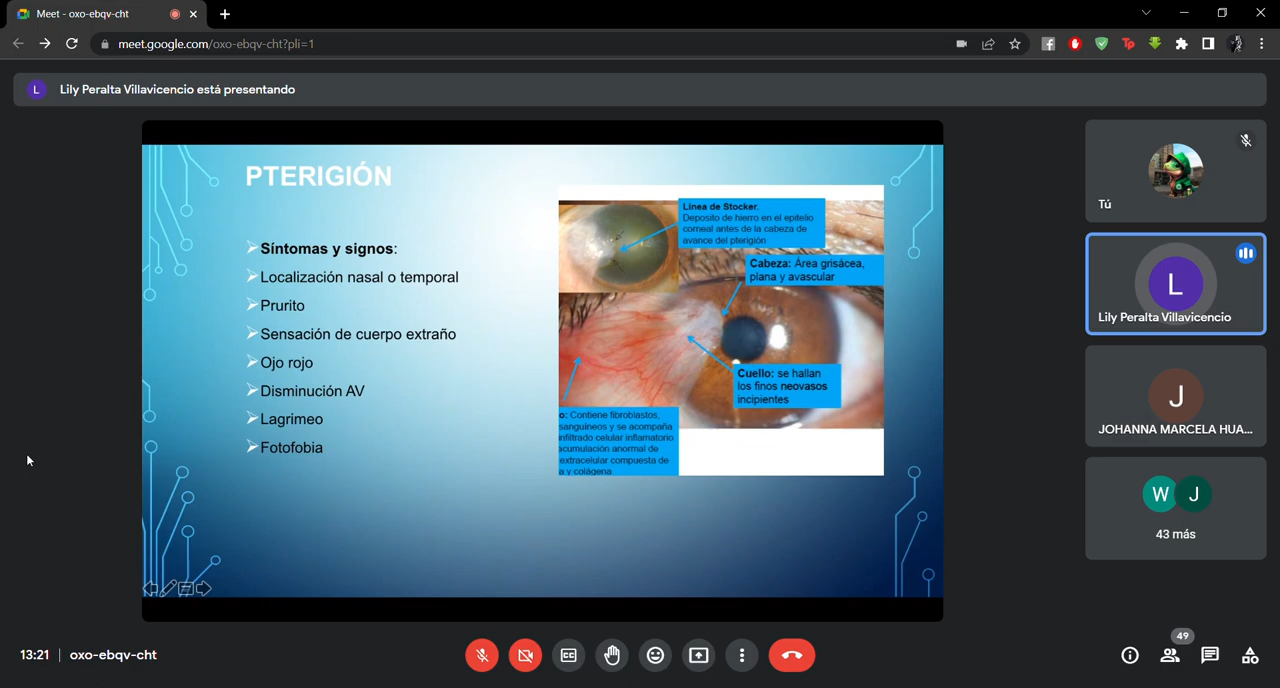 Meet - oxo-ebqv-cht
meet.google.com/oxo-ebqv-cht?pli=1
L
Lily Peralta Villavicencio está presentando
PTERIGIÓN
Síntomas y signos:
Localización nasal o temporal
Prurito
Sensación de cuerpo extraño
Ojo rojo
Disminución AV
Lagrimeo
Fotofobia
Linea de Stocker.
Deposito de hierro en el epitelio
corneal antes de la cabeza de
avance del pterigión
Cabeza: Área grisácea,
plana y avascular
Cuello: se hallan
los finos neovasos
incipientes
o: Contiene fibroblastos,
sanguineos y se acompaña
infiltrado celular inflamatorio
acumulación anormal de
extracelular compuesta de
a y colágena
Tú
L
Lily Peralta Villavicencio
J
JOHANNA MARCELA HUA...
W J
43 más
13:21 | oxo-ebqv-cht
49